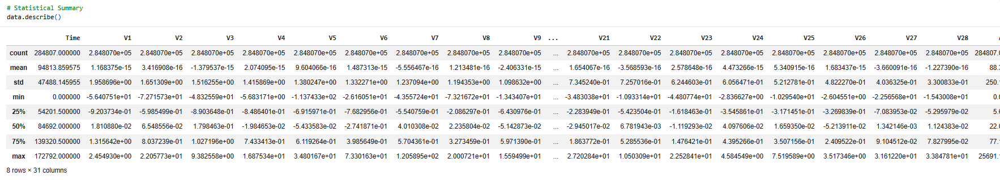 # Statistical Summary
data.describe()
Time V1 V2 V3 V4 V5 V6 V7 V8 V9 ... V21 V22 V23 V24 V25 V26 V27 V28
count 284807.000000 2.848070e+05 2.848070e+05 2.848070e+05 2.848070e+05 2.848070e+05 2.848070e+05 2.848070e+05 2.848070e+05 2.848070e+05 ... 2.848070e+05 2.848070e+05 2.848070e+05 2.848070e+05 2.848070e+05 2.848070e+05 2.848070e+05 2.848070e+05 284807.0
mean 94813.859575 1.168375e-15 3.416908e-16 -1.379537e-15 2.074095e-15 9.604066e-16 1.487313e-15 -5.556467e-16 1.213481e-16 -2.406331e-15 ... 1.654067e-16 -3.568593e-16 2.578648e-16 4.473266e-15 5.340915e-16 1.683437e-15 -3.660091e-16 -1.227390e-16 88.3
std 47488.145955 1.958696e+00 1.651309e+00 1.516255e+00 1.415869e+00 1.380247e+00 1.332271e+00 1.237094e+00 1.194353e+00 1.098632e+00 ... 7.345240e-01 7.257016e-01 6.244603e-01 6.056471e-01 5.212781e-01 4.822270e-01 4.036325e-01 3.300833e-01 250.1
min 0.000000 -5.640751e+01 -7.271573e+01 -4.832559e+01 -5.683171e+00 -1.137433e+02 -2.616051e+01 -4.355724e+01 -7.321672e+01 -1.343407e+01 ... -3.483038e+01 -1.093314e+01 -4.480774e+01 -2.836627e+00 -1.029540e+01 -2.604551e+00 -2.256568e+01 -1.543008e+01 0.0
25% 54201.500000 -9.203734e-01 -5.985499e-01 -8.903648e-01 -8.486401e-01 -6.915971e-01 -7.682956e-01 -5.540759e-01 -2.086297e-01 -6.430976e-01 ... -2.283949e-01 -5.423504e-01 -1.618463e-01 -3.545861e-01 -3.171451e-01 -3.269839e-01 -7.083953e-02 -5.295979e-02 5.6
50% 84692.000000 1.810880e-02 6.548556e-02 1.798463e-01 -1.984653e-02 -5.433583e-02 -2.741871e-01 4.010308e-02 2.235804e-02 -5.142873e-02 ... -2.945017e-02 6.781943e-03 -1.119293e-02 4.097606e-02 1.659350e-02 -5.213911e-02 1.342146e-03 1.124383e-02 22.0
75% 139320.500000 1.315642e+00 8.037239e-01 1.027196e+00 7.433413e-01 6.119264e-01 3.985649e-01 5.704361e-01 3.273459e-01 5.971390e-01 ... 1.863772e-01 5.285536e-01 1.476421e-01 4.395266e-01 3.507156e-01 2.409522e-01 9.104512e-02 7.827995e-02 77.1
max 172792.000000 2.454930e+00 2.205773e+01 9.382558e+00 1.687534e+01 3.480167e+01 7.330163e+01 1.205895e+02 2.000721e+01 1.559499e+01 ... 2.720284e+01 1.050309e+01 2.252841e+01 4.584549e+00 7.519589e+00 3.517346e+00 3.161220e+01 3.384781e+01 25691.1
8 rows × 31 columns